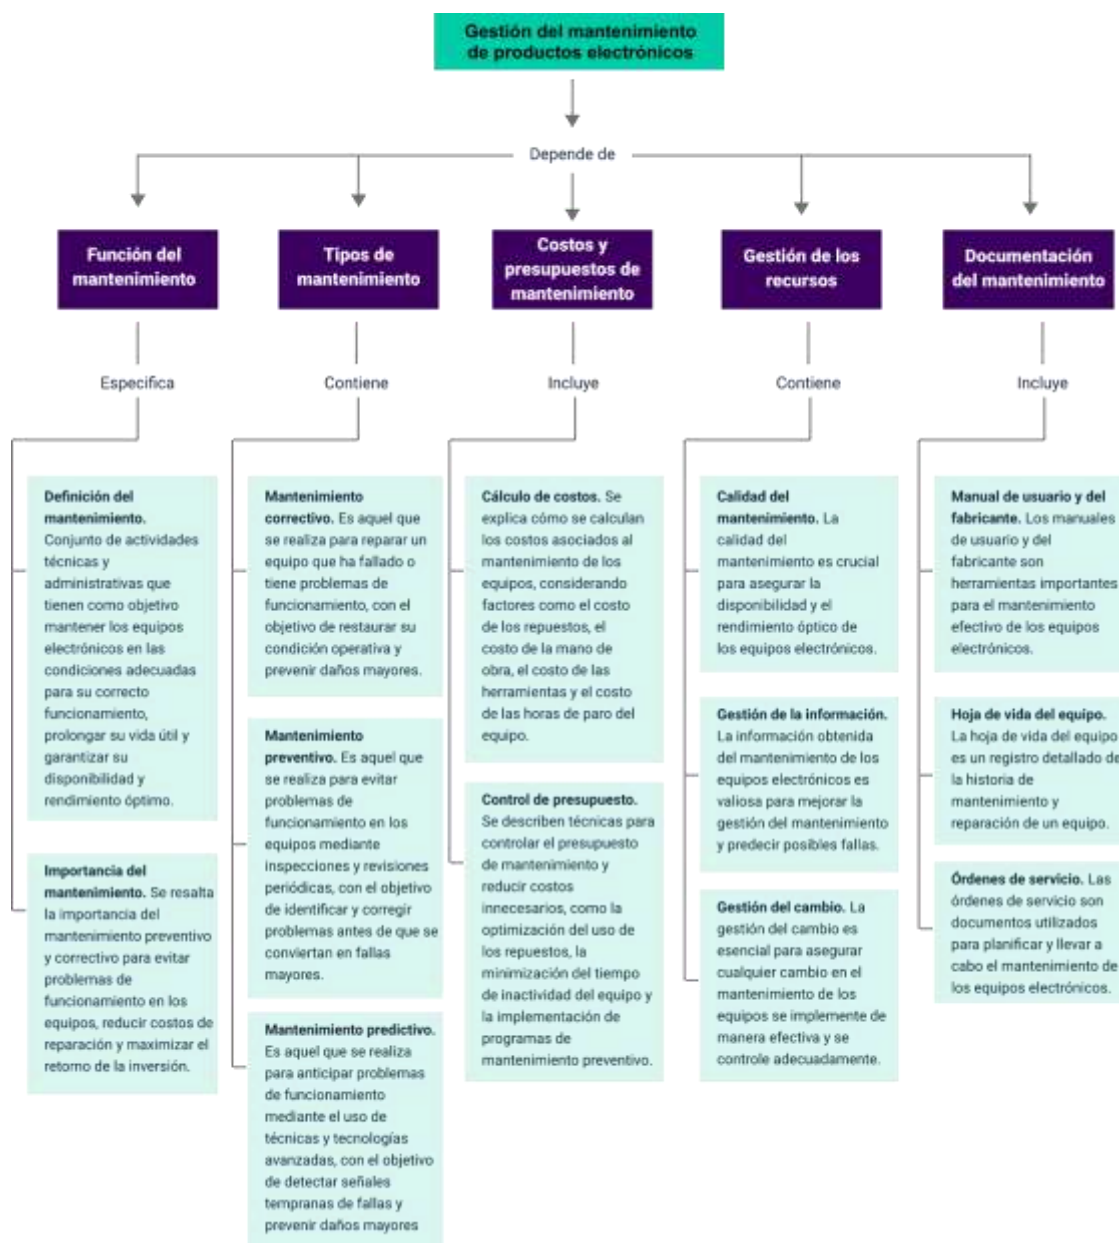 Gestión del mantenimiento
de productos electrónicos
Depende de
Función del
mantenimiento
Tipos de
mantenimiento
Costos y
presupuestos de
mantenimiento
Gestión de los
recursos
Documentación
del mantenimiento
Especifica
Contiene
Incluye
Contiene
Incluye
Definición del
mantenimiento.
Conjunto de actividades
técnicas y
administrativas que
tienen como objetivo
mantener los equipos
electrónicos en las
condiciones adecuadas
para su correcto
funcionamiento,
prolongar su vida útil y
garantizar su
disponibilidad y
rendimiento óptimo.
Importancia del
mantenimiento. Se resalta
la importancia del
mantenimiento preventivo
y correctivo para evitar
problemas de
funcionamiento en los
equipos, reducir costos de
reparación y maximizar el
retorno de la inversión.
Mantenimiento
correctivo. Es aquel que
se realiza para reparar un
equipo que ha fallado o
tiene problemas de
funcionamiento, con el
objetivo de restaurar su
condición operativa y
prevenir daños mayores.
Mantenimiento
preventivo. Es aquel que
se realiza para evitar
problemas de
funcionamiento en los
equipos mediante
inspecciones y revisiones
periódicas, con el objetivo
de identificar y corregir
problemas antes de que se
conviertan en fallas
mayores.
Mantenimiento predictivo.
Es aquel que se realiza
para anticipar problemas
de funcionamiento
mediante el uso de
técnicas y tecnologías
avanzadas, con el objetivo
de detectar señales
tempranas de fallas y
prevenir daños mayores
Cálculo de costos. Se
explica cómo se calculan
los costos asociados al
mantenimiento de los
equipos, considerando
factores como el costo
de los repuestos, el
costo de la mano de
obra, el costo de las
herramientas y el costo
de las horas de paro del
equipo.
Control de presupuesto.
Se describen técnicas para
controlar el presupuesto
de mantenimiento y
reducir costos
innecesarios, como la
optimización del uso de
los repuestos, la
minimización del tiempo
de inactividad del equipo y
la implementación de
programas de
mantenimiento preventivo.
Calidad del
mantenimiento. La
calidad del
mantenimiento es crucial
para asegurar la
disponibilidad y el
rendimiento óptico de
los equipos electrónicos.
Gestión de la información.
La información obtenida
del mantenimiento de los
equipos electrónicos es
valiosa para mejorar la
gestión del mantenimiento
y predecir posibles fallas.
Gestión del cambio. La
gestión del cambio es
esencial para asegurar
cualquier cambio en el
mantenimiento de los
equipos se implemente de
manera efectiva y se
controle adecuadamente.
Manual de usuario y del
fabricante. Los manuales
de usuario y del
fabricante son
herramientas importantes
para el mantenimiento
efectivo de los equipos
electrónicos.
Hoja de vida del equipo.
La hoja de vida del equipo
es un registro detallado de
la historia de
mantenimiento y
reparación de un equipo.
Órdenes de servicio. Las
órdenes de servicio son
documentos utilizados
para planificar y llevar a
cabo el mantenimiento de
los equipos electrónicos.